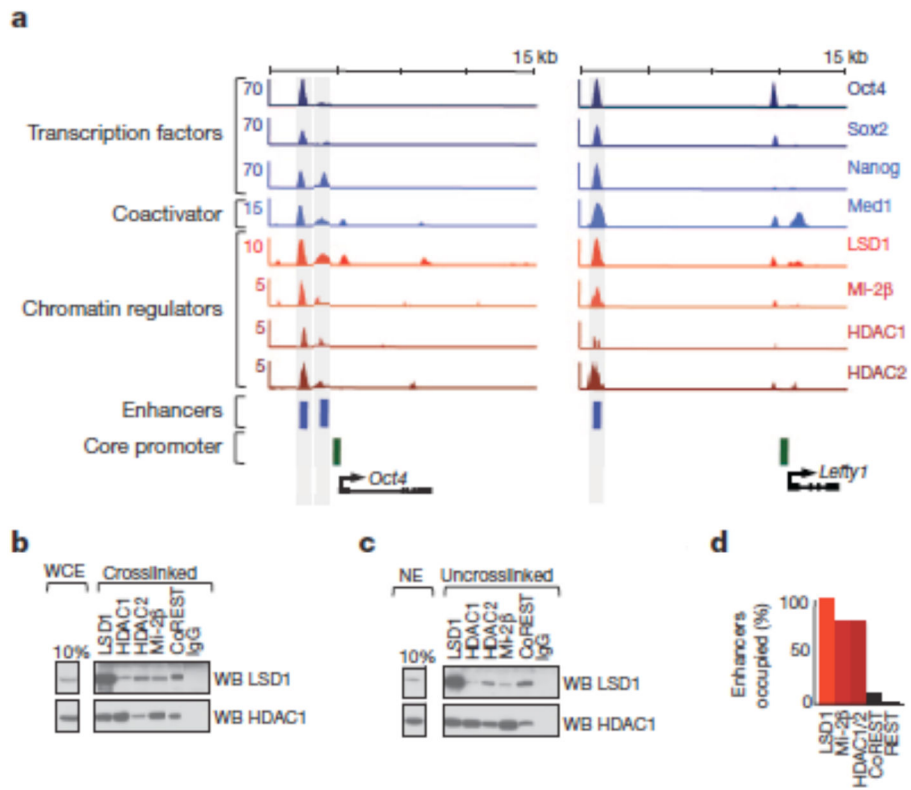 a
15 kb 15 kb
Transcription factors
70 Oct4
70 Sox2
70 Nanog
Coactivator 15 Med1
Chromatin regulators
10 LSD1
5 MI-2β
5 HDAC1
5 HDAC2
Enhancers
Core promoter
Oct4 Lefty1
b
WCE Crosslinked
LSD1
HDAC1
HDAC2
MI-2β
CoREST
IgG
10%
WB LSD1
WB HDAC1
c
NE Uncrosslinked
LSD1
HDAC1
HDAC2
MI-2β
CoREST
IgG
10%
WB LSD1
WB HDAC1
d
Enhancers
occupied (%)
100
50
0
LSD1
MI-2β
HDAC1/2
CoREST
REST